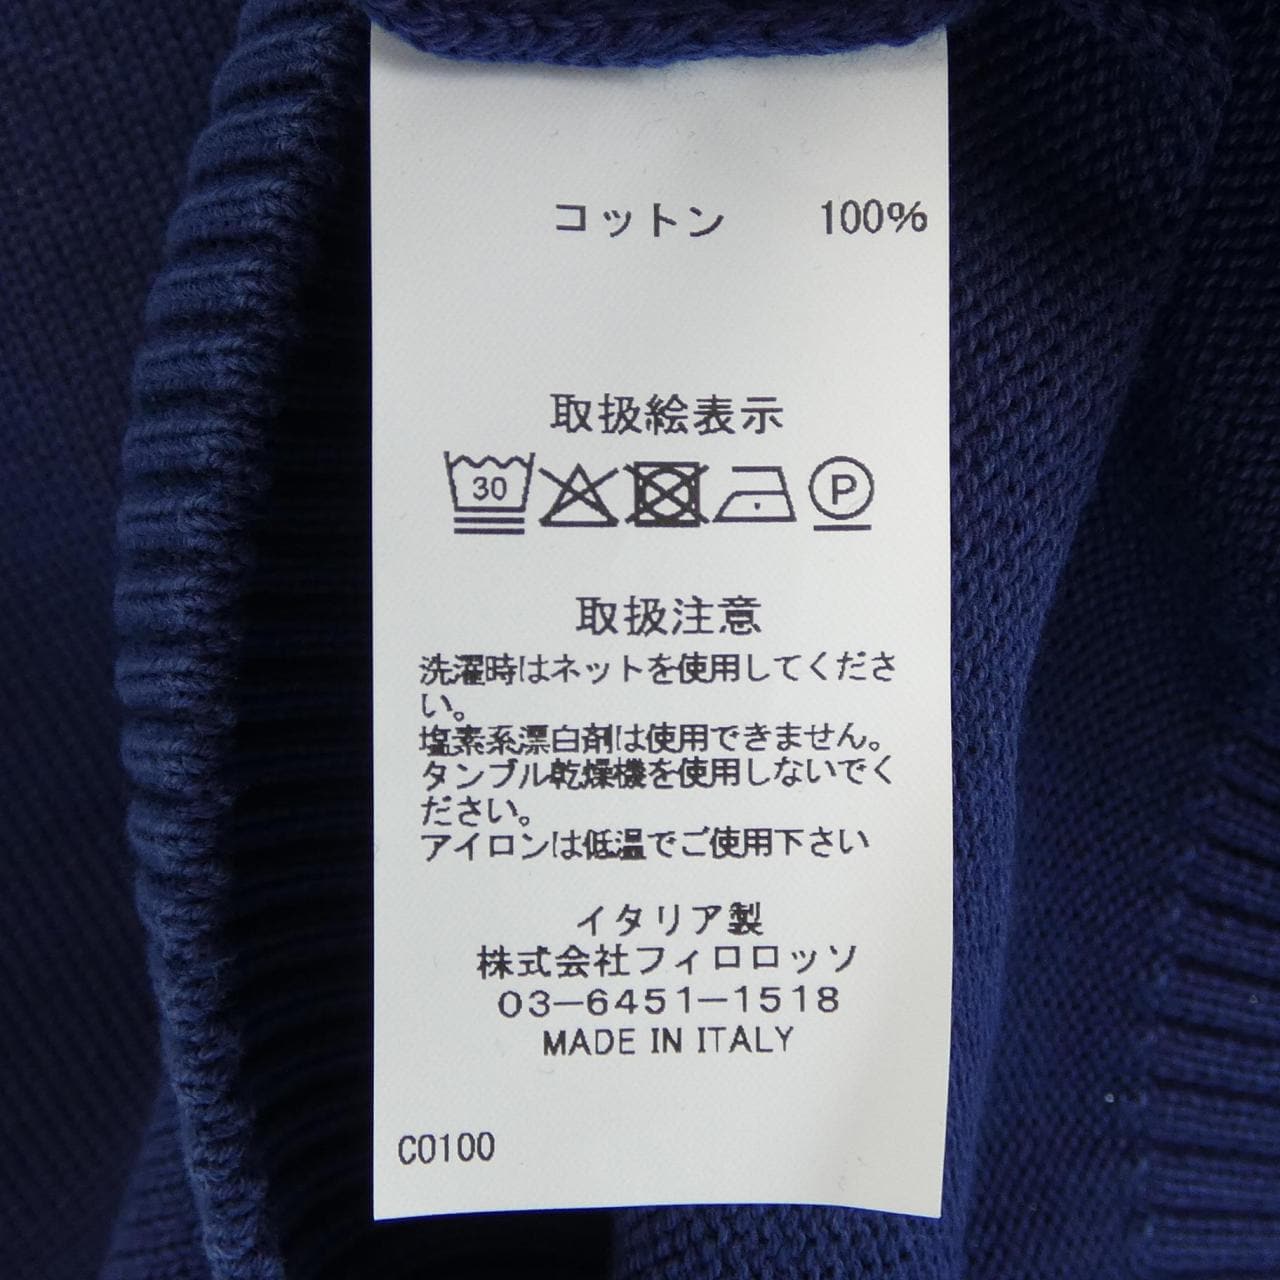 コットン 100%
取扱絵表示
30 P
取扱注意
洗濯時はネットを使用してくださ
い。
塩素系漂白剤は使用できません。
タンブル乾燥機を使用しないでく
ださい。
アイロンは低温でご使用下さい
イタリア製
株式会社フィロロッソ
03-6451-1518
MADE IN ITALY
CO100